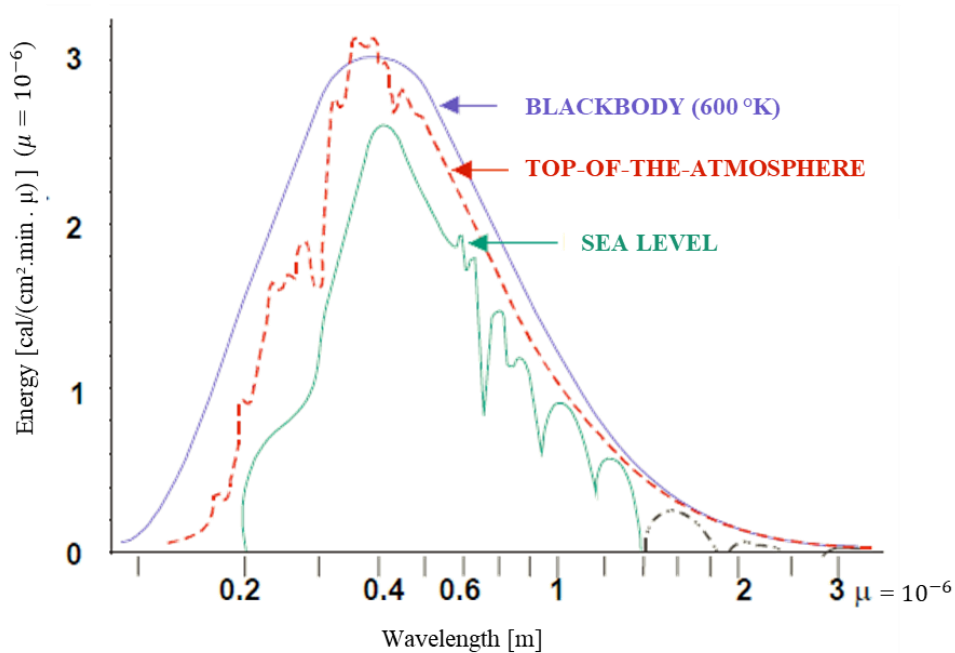 Energy [cal/(cm².min . μ) ] (μ = 10⁻⁶)
3
2
1
0
BLACKBODY (600 °K)
TOP-OF-THE-ATMOSPHERE
SEA LEVEL
0.2 0.4 0.6 1 2 3 μ = 10⁻⁶
Wavelength [m]